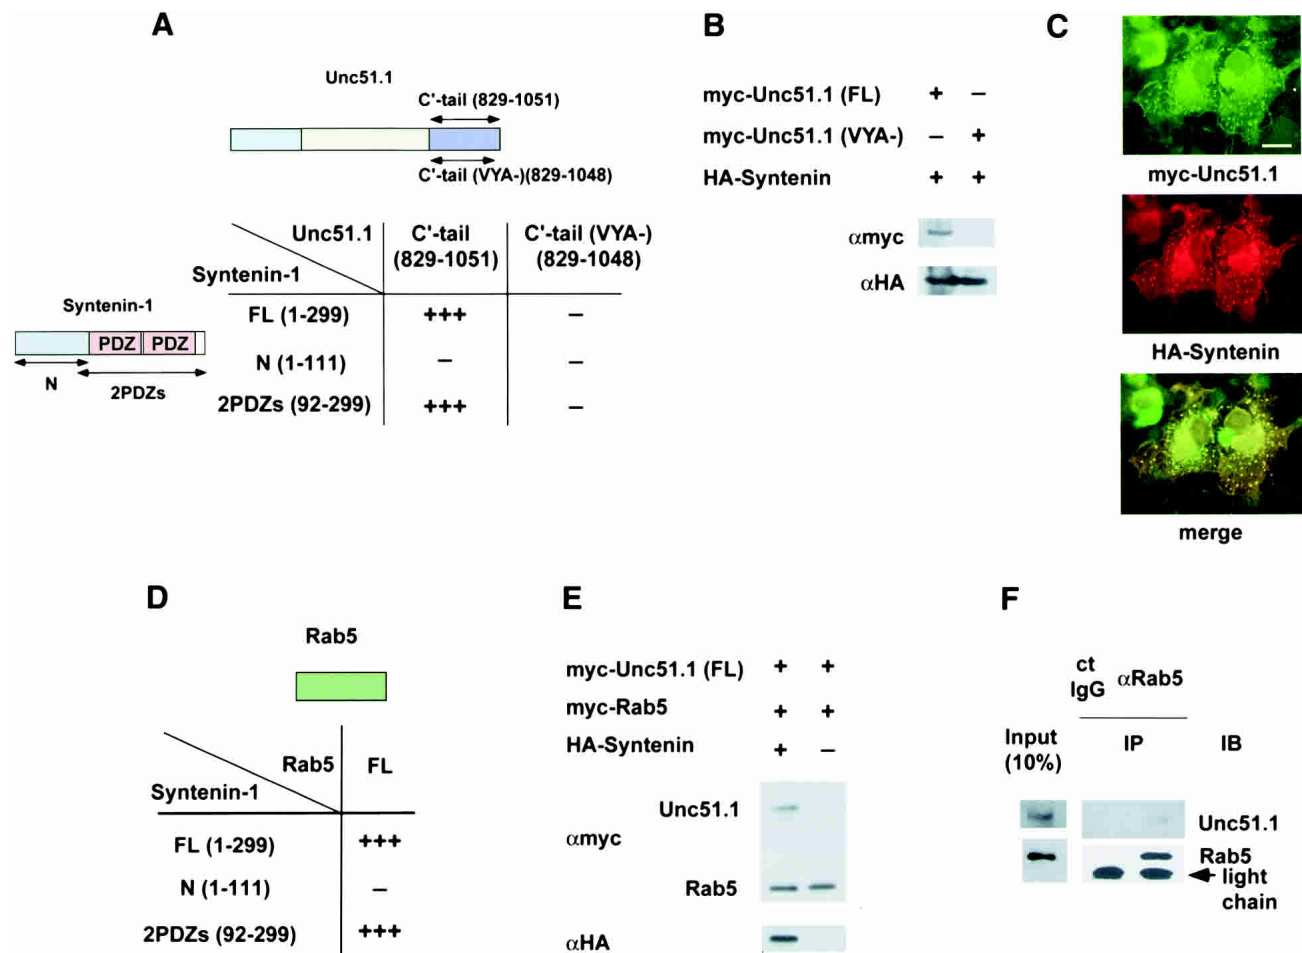 A
Unc51.1
C'-tail (829-1051)
C'-tail (VYA-)(829-1048)
Unc51.1
Syntenin-1
C'-tail
(829-1051)
C'-tail (VYA-)
(829-1048)
FL (1-299)
+++
–
N (1-111)
–
–
2PDZs (92-299)
+++
–
Syntenin-1
PDZ
PDZ
N
2PDZs
B
myc-Unc51.1 (FL)
+ –
myc-Unc51.1 (VYA-)
– +
HA-Syntenin
+ +
αmyc
αHA
C
myc-Unc51.1
HA-Syntenin
merge
D
Rab5
Rab5
FL
Syntenin-1
FL (1-299)
+++
N (1-111)
–
2PDZs (92-299)
+++
E
myc-Unc51.1 (FL)
+ +
myc-Rab5
+ +
HA-Syntenin
+ –
Unc51.1
αmyc
Rab5
αHA
F
ct
IgG
αRab5
Input
(10%)
IP
IB
Unc51.1
Rab5
light
chain